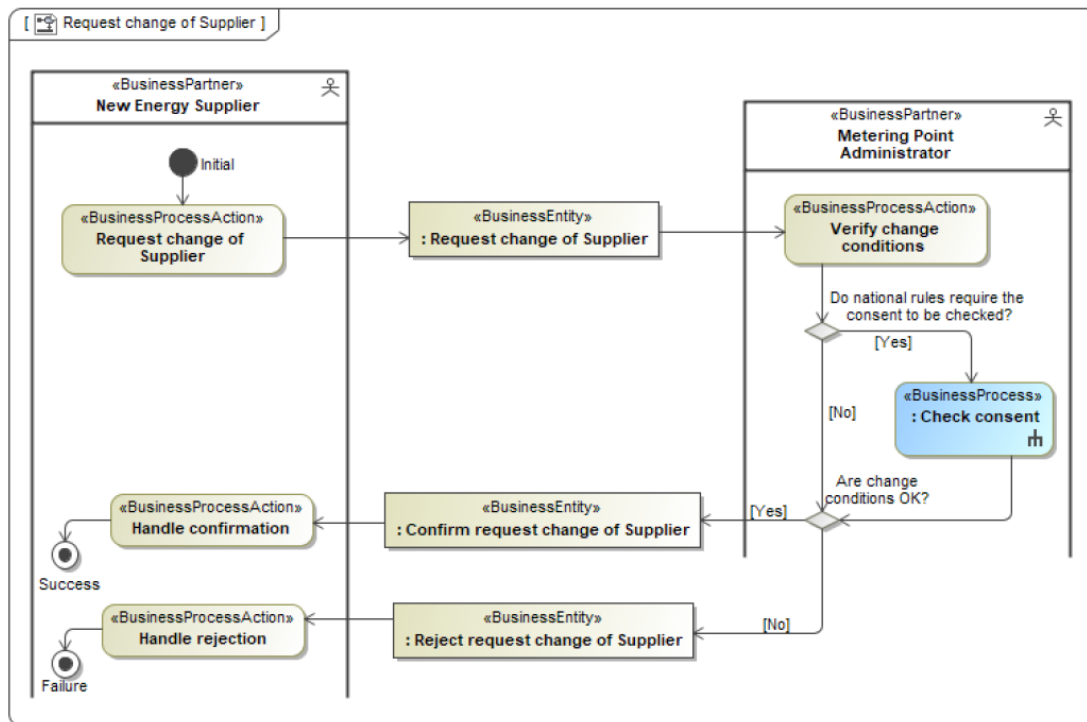 [ Request change of Supplier ]
«BusinessPartner»
New Energy Supplier
«BusinessPartner»
Metering Point
Administrator
Initial
«BusinessProcessAction»
Request change of
Supplier
«BusinessEntity»
: Request change of Supplier
«BusinessProcessAction»
Verify change
conditions
Do national rules require the
consent to be checked?
[Yes]
«BusinessProcess»
: Check consent
[No]
Are change
conditions OK?
[Yes]
«BusinessEntity»
: Confirm request change of Supplier
«BusinessProcessAction»
Handle confirmation
Success
[No]
«BusinessEntity»
: Reject request change of Supplier
«BusinessProcessAction»
Handle rejection
Failure